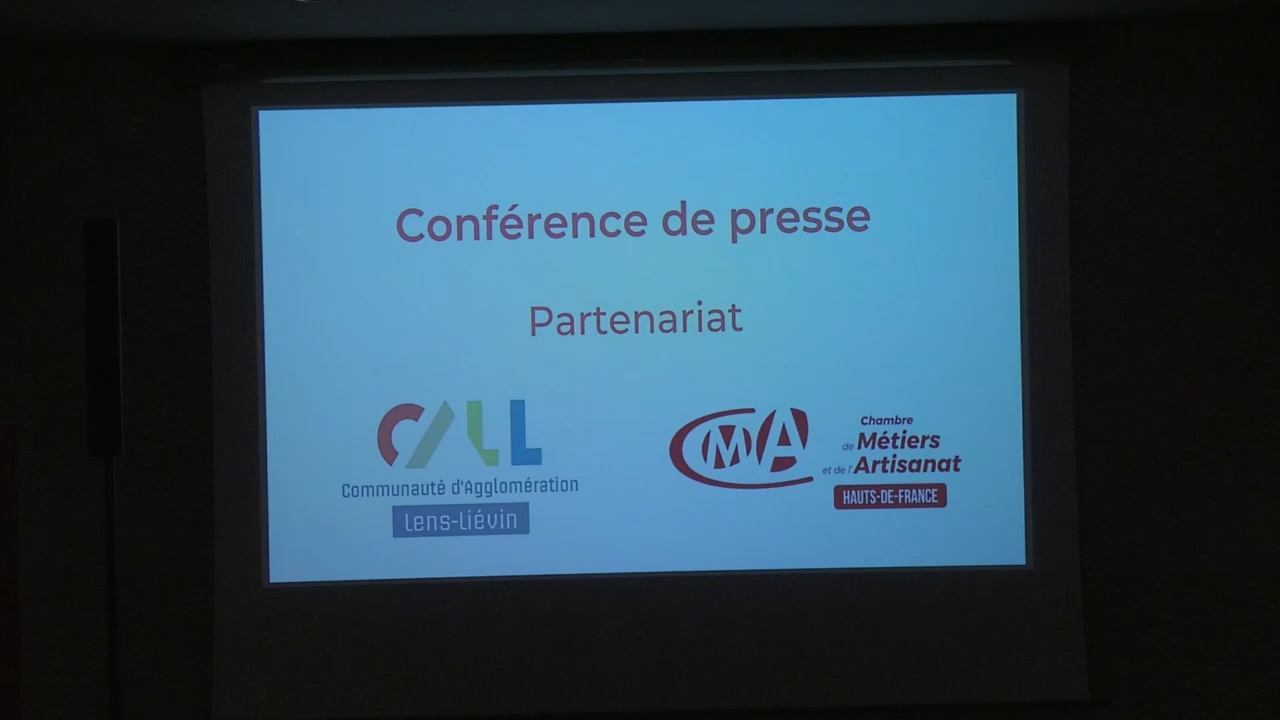 Conférence de presse
Partenariat
CALL
Communauté d'Agglomération
Lens-Liévin
CMA
Chambre
de Métiers
et de l'Artisanat
HAUTS-DE-FRANCE